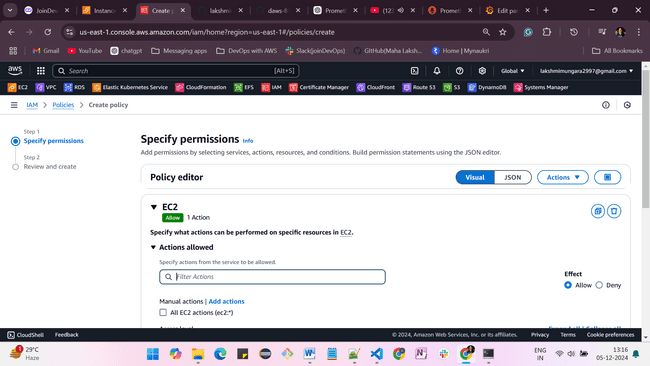 JoinDev
Instance
Create p
lakshmi
daws-8
Prometh
(12
Prometh
Edit pa
us-east-1.console.aws.amazon.com/iam/home?region=us-east-1#/policies/create
Gmail
YouTube
chatgpt
Messaging apps
DevOps with AWS
Slack(joinDevOps)
GitHub(Maha Laksh...
Home | Mynaukri
All Bookmarks
aws
Search
[Alt+S]
Global
lakshmimungara2997@gmail.com
EC2
VPC
RDS
Elastic Kubernetes Service
CloudFormation
EFS
IAM
Certificate Manager
CloudFront
Route 53
S3
DynamoDB
Systems Manager
IAM
Policies
Create policy
Step 1
Specify permissions
Step 2
Review and create
Specify permissions Info
Add permissions by selecting services, actions, resources, and conditions. Build permission statements using the JSON editor.
Policy editor
Visual
JSON
Actions
EC2
Allow 1 Action
Specify what actions can be performed on specific resources in EC2.
Actions allowed
Specify actions from the service to be allowed.
Filter Actions
Effect
Allow
Deny
Manual actions | Add actions
All EC2 actions (ec2:*)
CloudShell
Feedback
© 2024, Amazon Web Services, Inc. or its affiliates.
Privacy
Terms
Cookie preferences
29°C
Haze
ENG
IN
13:16
05-12-2024